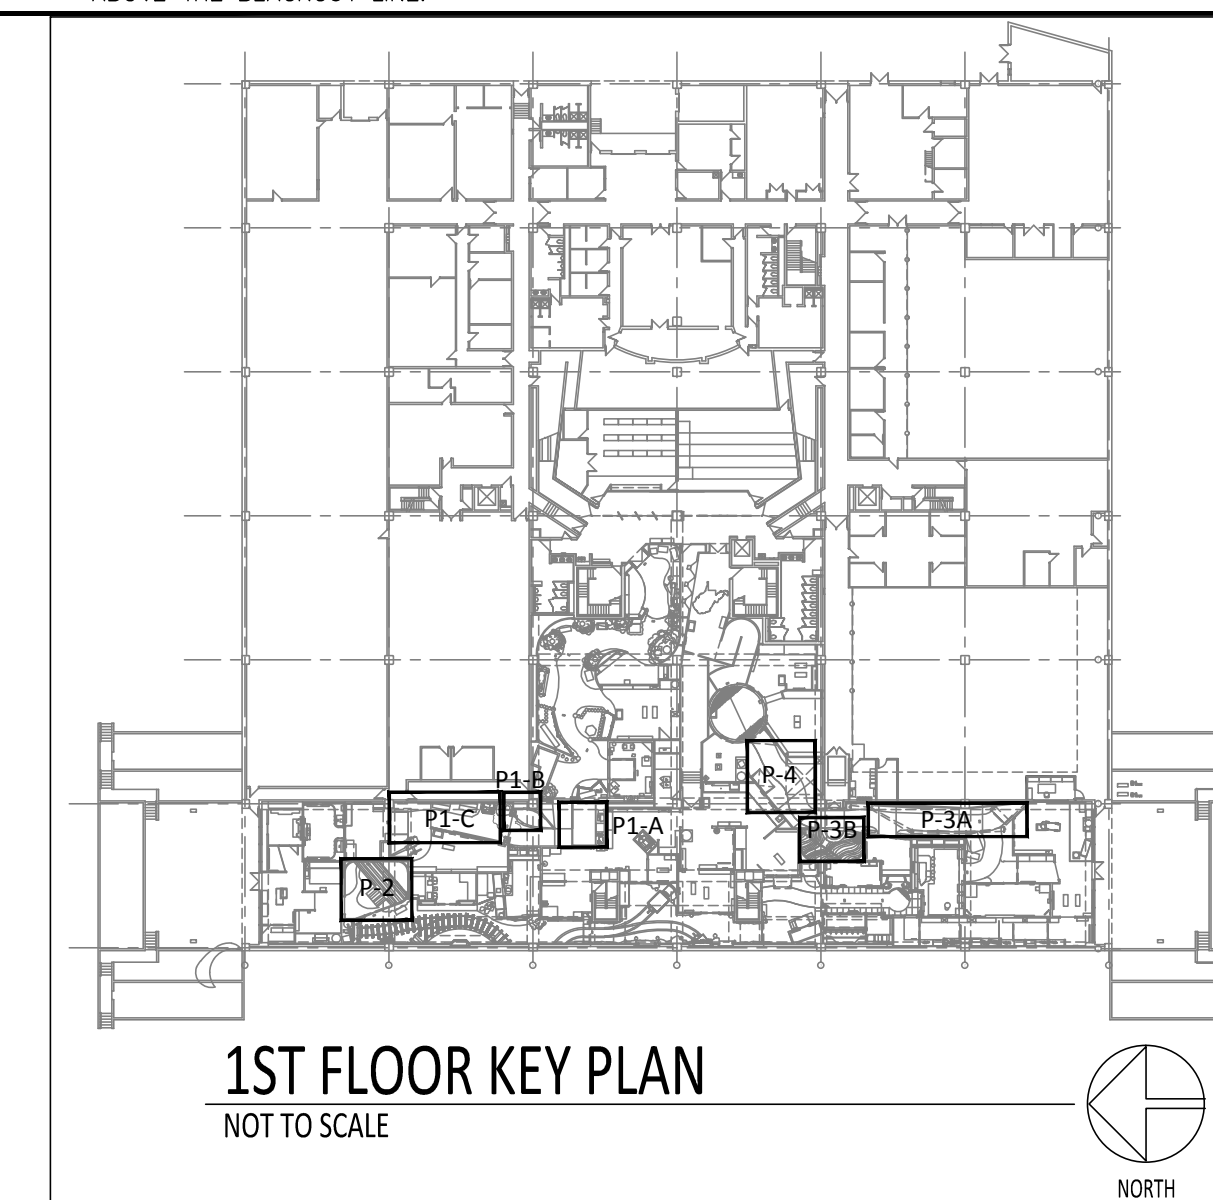 ABOVE THE BLACKOUT LINE.
P1-B
P-4
P1-C
P1-A
P-3B
P-3A
P-2
1ST FLOOR KEY PLAN
NOT TO SCALE
NORTH